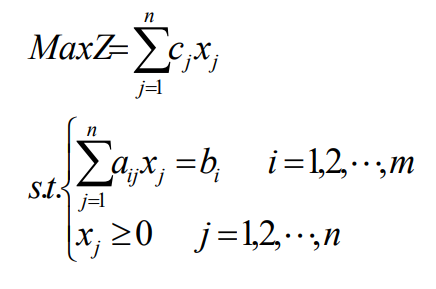 MaxZ=∑_{j=1}^{n} c_j x_j
s.t. { ∑_{j=1}^{n} a_{ij} x_j = b_i i=1,2,⋯,m
x_j ≥0 j=1,2,⋯,n